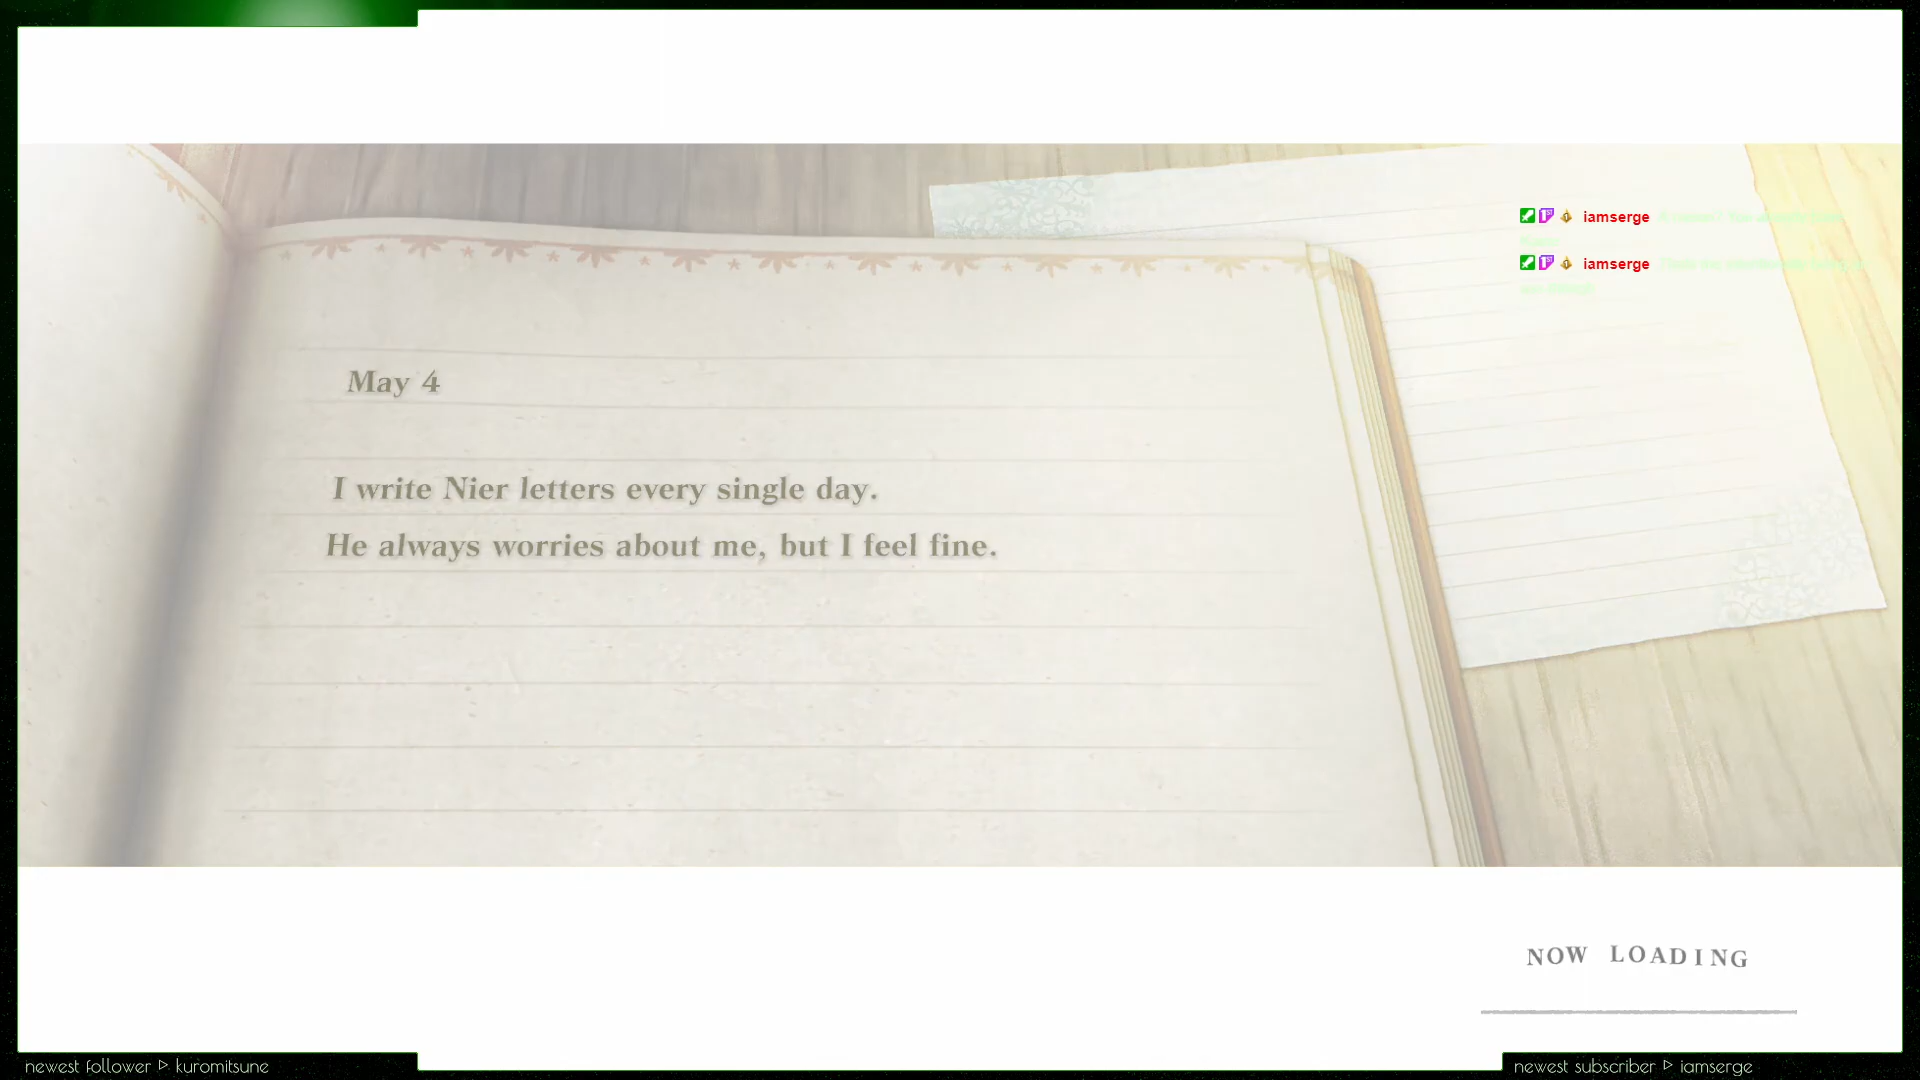 iamserge
iamserge
May 4
I write Nier letters every single day.
He always worries about me, but I feel fine.
NOW LOADING
newest follower ▷ kuromitsune
newest subscriber ▷ iamserge